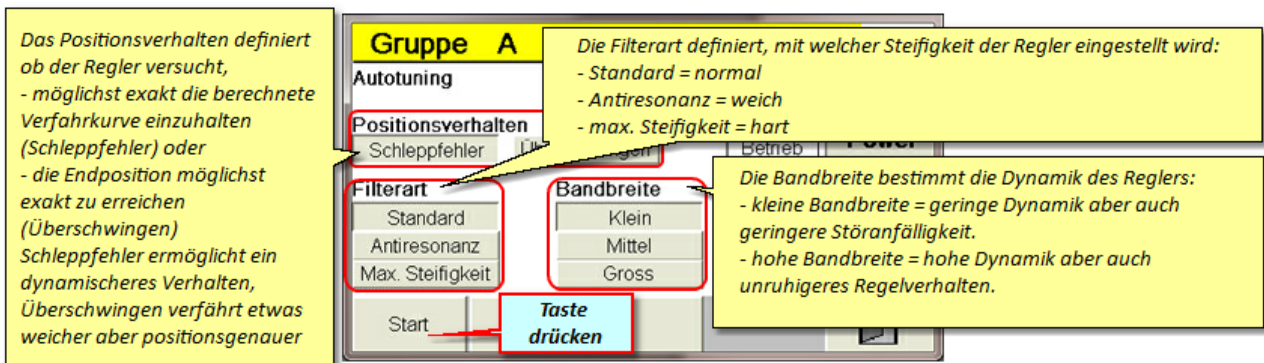 Das Positionsverhalten definiert
ob der Regler versucht,
- möglichst exakt die berechnete
Verfahrkurve einzuhalten
(Schleppfehler) oder
- die Endposition möglichst
exakt zu erreichen
(Überschwingen)
Schleppfehler ermöglicht ein
dynamischeres Verhalten,
Überschwingen verfährt etwas
weicher aber positionsgenauer
Gruppe A
Autotuning
Die Filterart definiert, mit welcher Steifigkeit der Regler eingestellt wird:
- Standard = normal
- Antiresonanz = weich
- max. Steifigkeit = hart
Positionsverhalten
Schleppfehler
Betrieb
Power
Filterart
Standard
Antiresonanz
Max. Steifigkeit
Bandbreite
Klein
Mittel
Gross
Die Bandbreite bestimmt die Dynamik des Reglers:
- kleine Bandbreite = geringe Dynamik aber auch
geringere Störanfälligkeit.
- hohe Bandbreite = hohe Dynamik aber auch
unruhigeres Regelverhalten.
Start
Taste
drücken